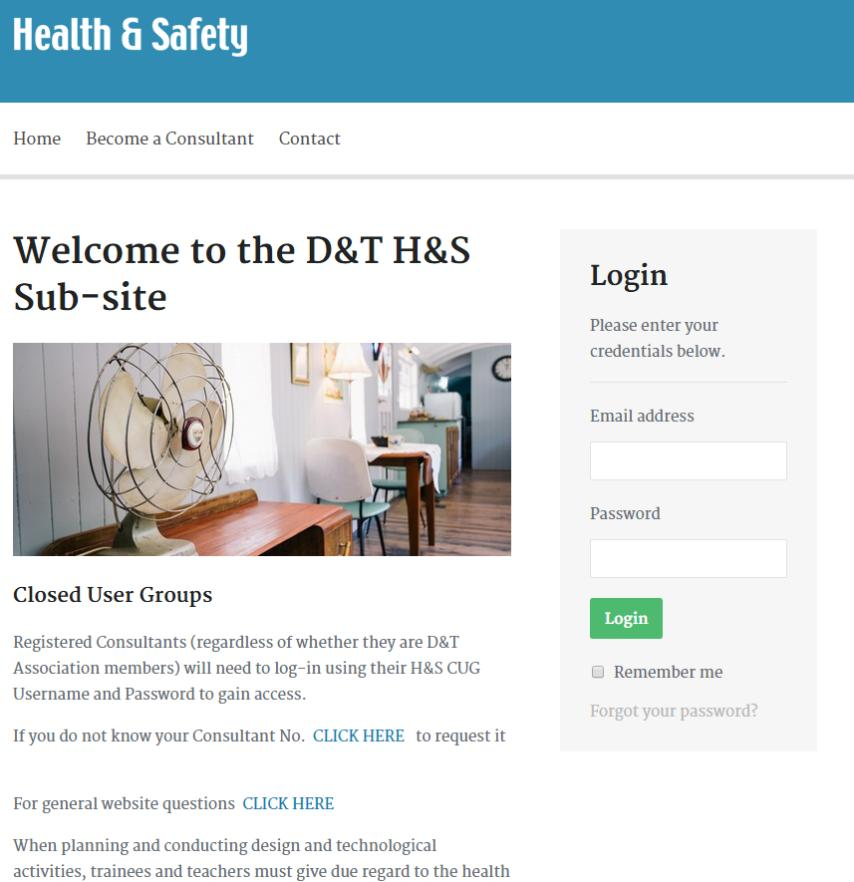 Health & Safety
Home Become a Consultant Contact
Welcome to the D&T H&S
Sub-site
Closed User Groups
Registered Consultants (regardless of whether they are D&T
Association members) will need to log-in using their H&S CUG
Username and Password to gain access.
If you do not know your Consultant No. CLICK HERE to request it
For general website questions CLICK HERE
When planning and conducting design and technological
activities, trainees and teachers must give due regard to the health
Login
Please enter your
credentials below.
Email address
Password
Login
Remember me
Forgot your password?